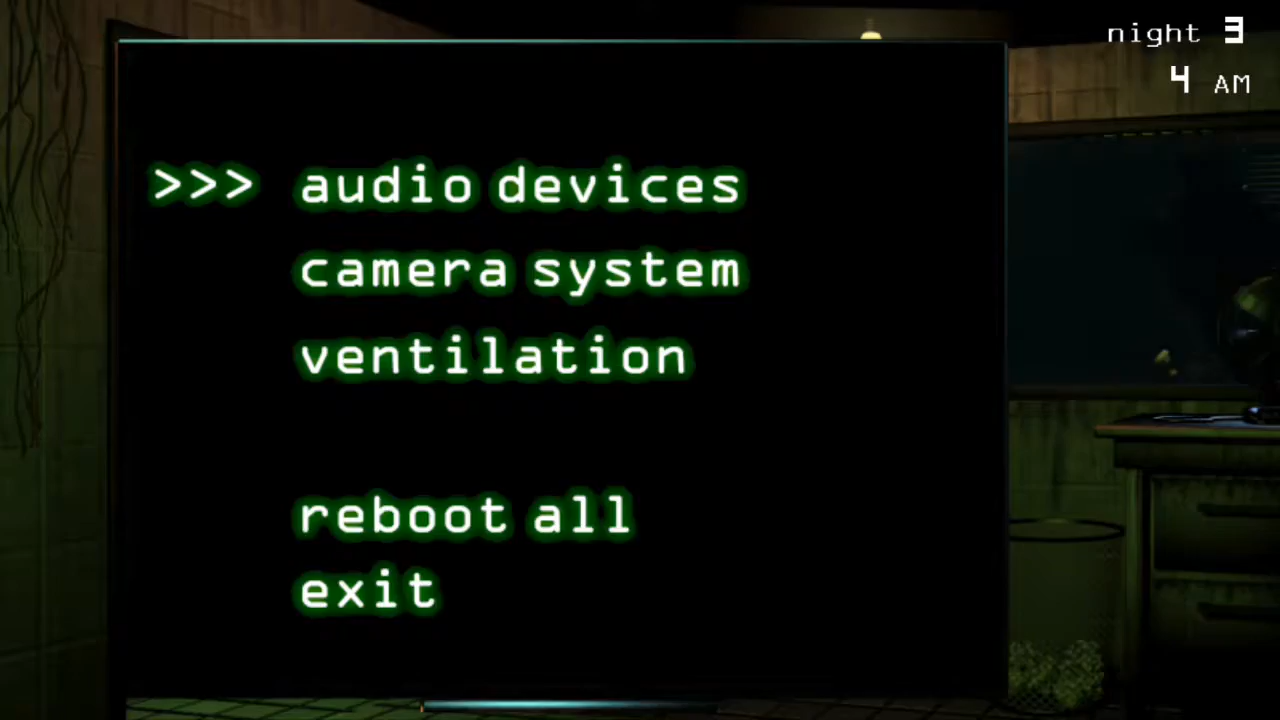 night 3
4 AM
>>> audio devices
camera system
ventilation
reboot all
exit